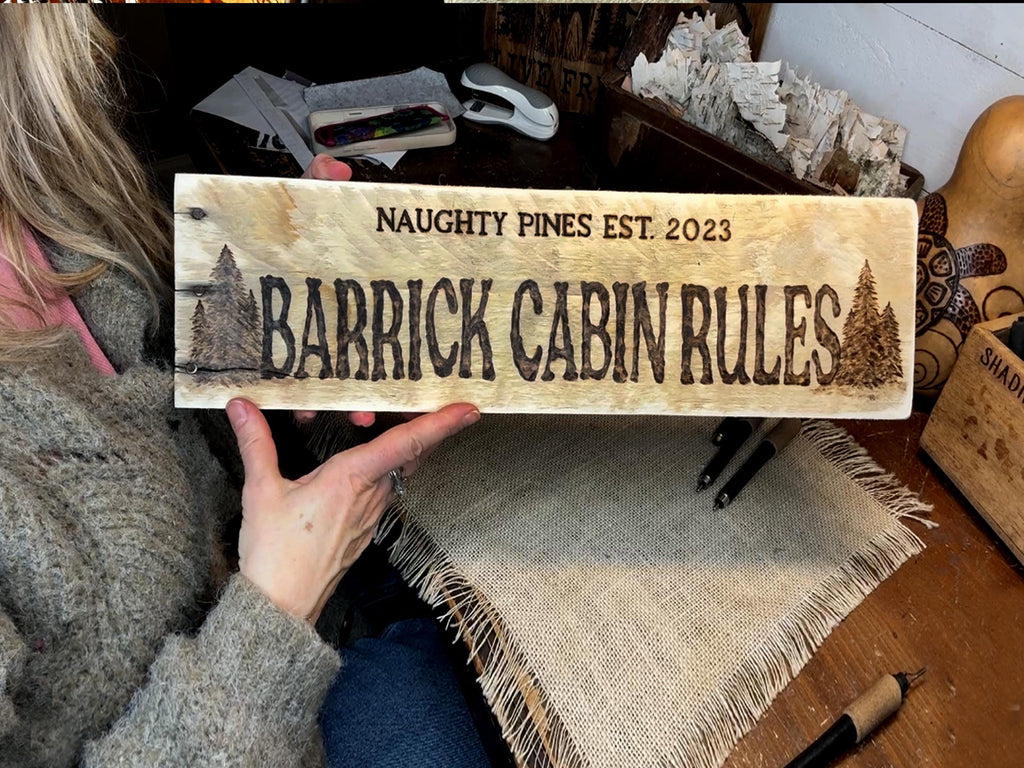 NAUGHTY PINES EST. 2023
BARRICK CABIN RULES